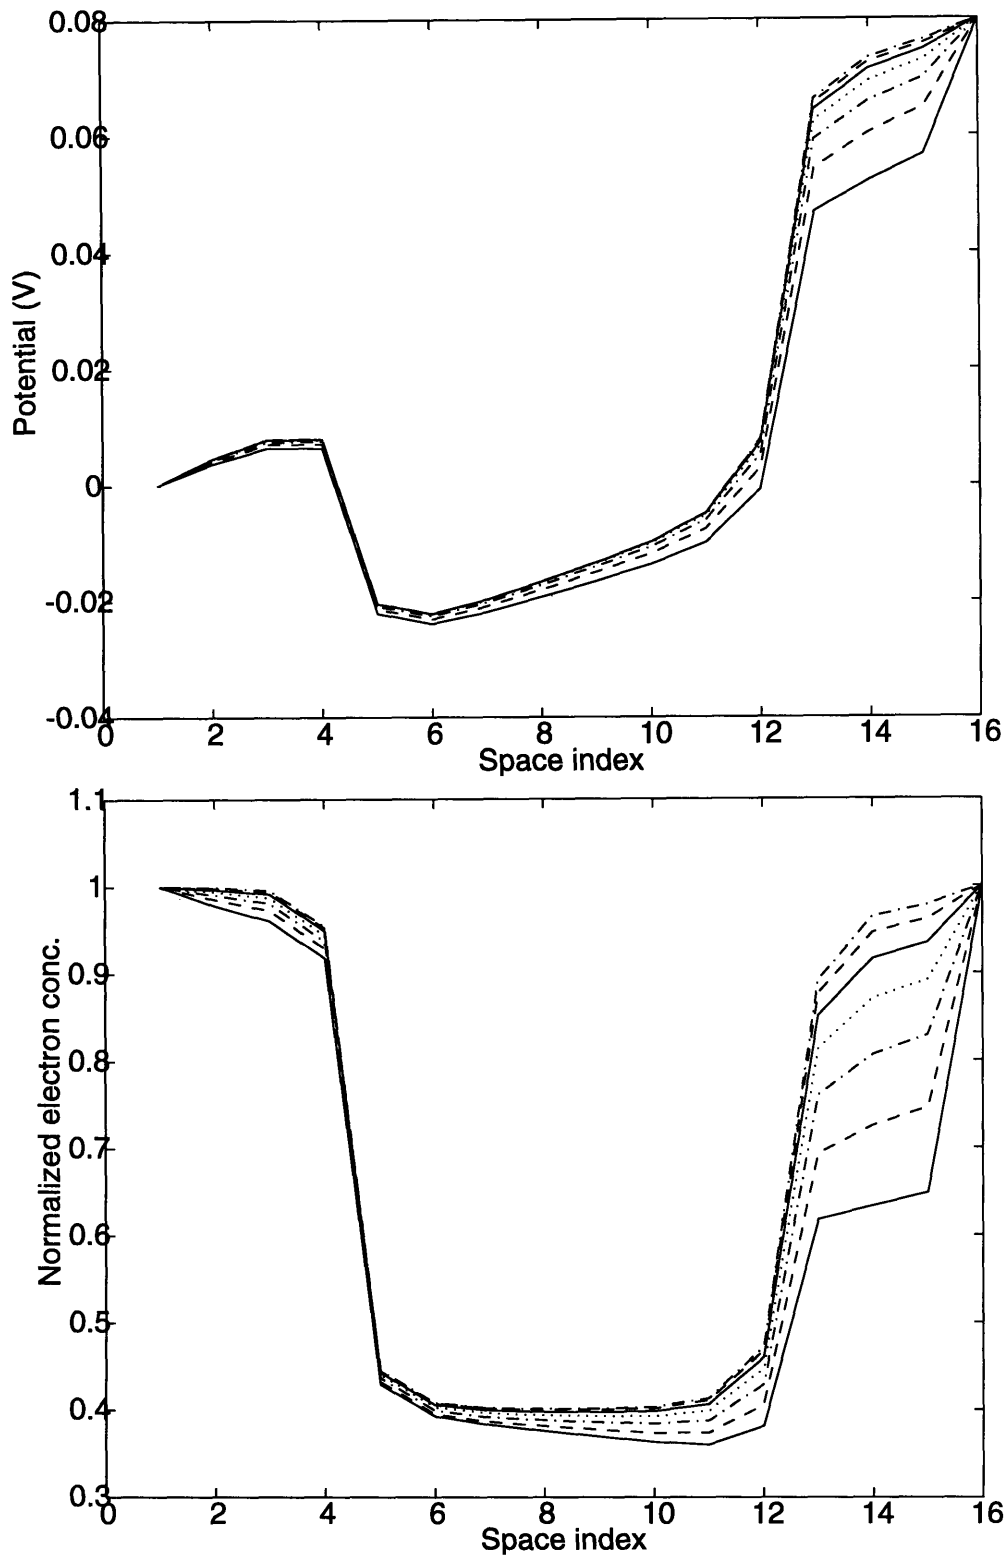 0.08
0.06
0.04
0.02
0
-0.02
-0.04
Potential (V)
0 2 4 6 8 10 12 14 16
Space index
1.1
1
0.9
0.8
0.7
0.6
0.5
0.4
0.3
Normalized electron conc.
0 2 4 6 8 10 12 14 16
Space index